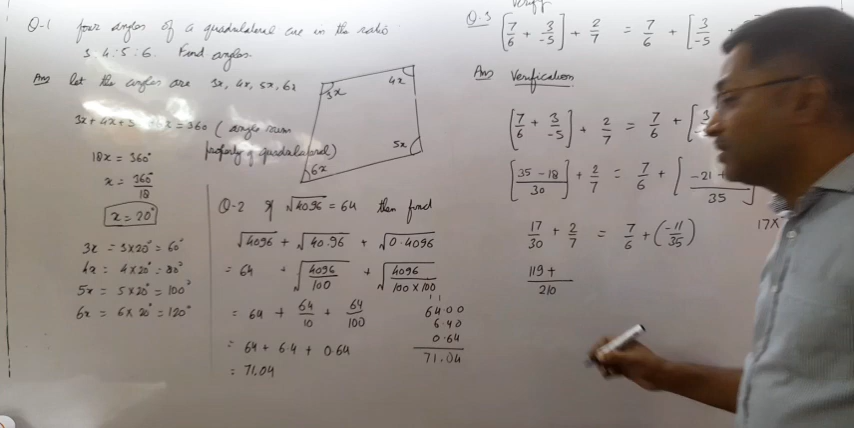 Q-1 four angles of a quadrilateral are in the ratio
3:4:5:6. Find angles.
Ans let the angles are 3x, 4x, 5x, 6x
3x
4x
5x
6x
3x+4x+5 x = 360 (angle sum
property of quadrilateral)
18x = 360°
x = 360°/18
x = 20°
3x = 3×20° = 60°
4x = 4×20° = 80°
5x = 5×20° = 100°
6x = 6×20° = 120°
Q-2 If √4096 = 64 then find
√4096 + √40.96 + √0.4096
= 64 + √(4096/100) + √(4096/100×100)
= 64 + 64/10 + 64/100
= 64 + 6.4 + 0.64
= 71.04
1 1
64.00
6.40
0.64
71.04
Q.3 Verify
[7/6 + 3/-5] + 2/7 = 7/6 + [3/-5 +
Ans Verification
[7/6 + 3/-5] + 2/7 = 7/6 + [3
[35-18/30] + 2/7 = 7/6 + [-21 + /35]
17/30 + 2/7 = 7/6 + (-11/35)
17×
119+/210